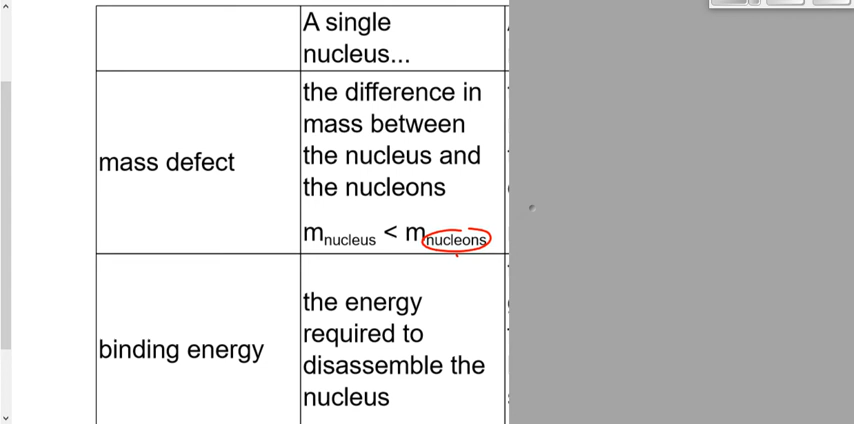 A single
nucleus...
mass defect
the difference in
mass between
the nucleus and
the nucleons
mnucleus < mnucleons
binding energy
the energy
required to
disassemble the
nucleus